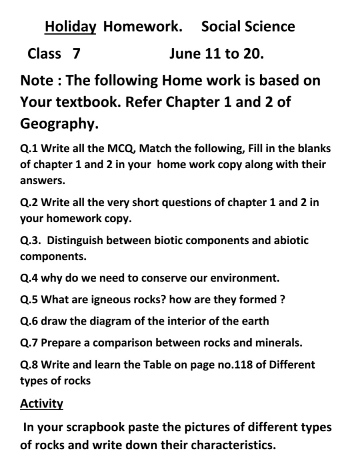 Holiday Homework. Social Science
Class 7 June 11 to 20.
Note : The following Home work is based on
Your textbook. Refer Chapter 1 and 2 of
Geography.
Q.1 Write all the MCQ, Match the following, Fill in the blanks
of chapter 1 and 2 in your home work copy along with their
answers.
Q.2 Write all the very short questions of chapter 1 and 2 in
your homework copy.
Q.3. Distinguish between biotic components and abiotic
components.
Q.4 why do we need to conserve our environment.
Q.5 What are igneous rocks? how are they formed ?
Q.6 draw the diagram of the interior of the earth
Q.7 Prepare a comparison between rocks and minerals.
Q.8 Write and learn the Table on page no.118 of Different
types of rocks
Activity
In your scrapbook paste the pictures of different types
of rocks and write down their characteristics.